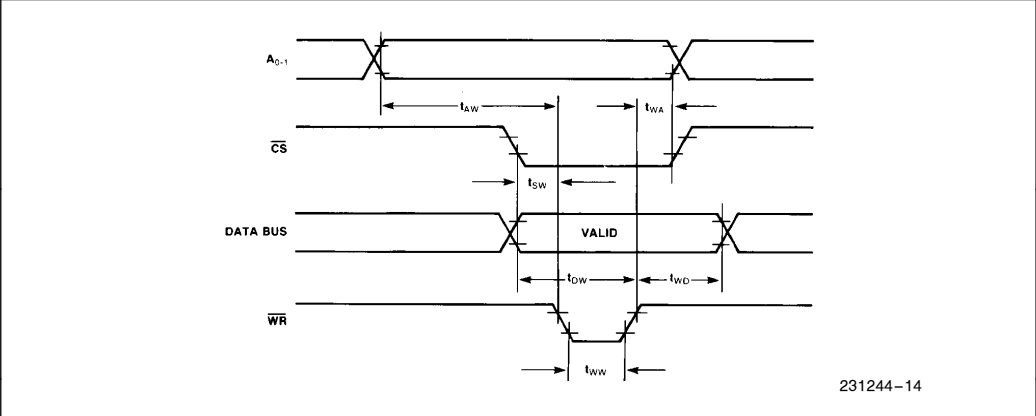 A0-1
tAW
tWA
CS
tSW
DATA BUS
VALID
tDW
tWD
WR
tWW
231244–14